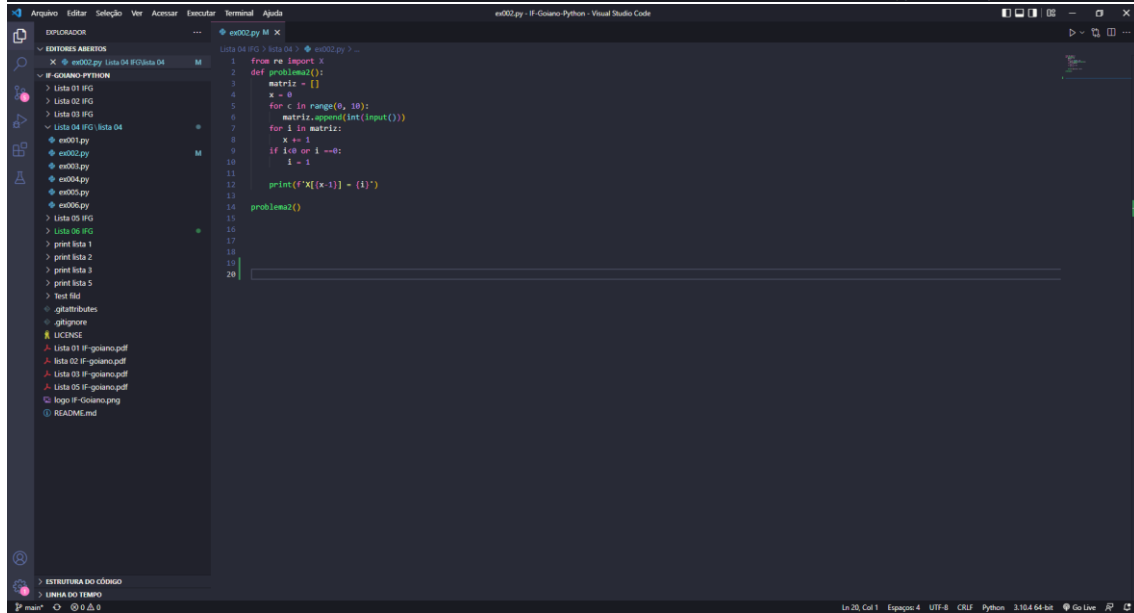 Arquivo Editar Seleção Ver Acessar Executar Terminal Ajuda
ex002.py - IF-Goiano-Python - Visual Studio Code
EXPLORADOR
EDITORES ABERTOS
ex002.py Lista 04 IFG\lista 04 M
IF-GOIANO-PYTHON
Lista 01 IFG
Lista 02 IFG
Lista 03 IFG
Lista 04 IFG \ lista 04
ex001.py
ex002.py M
ex003.py
ex004.py
ex005.py
ex006.py
Lista 05 IFG
Lista 06 IFG
print lista 1
print lista 2
print lista 3
print lista 5
Test fild
.gitattributes
.gitignore
LICENSE
Lista 01 IF-goiano.pdf
lista 02 IF-goiano.pdf
Lista 03 IF-goiano.pdf
Lista 05 IF-goiano.pdf
logo IF-Goiano.png
README.md
ESTRUTURA DO CÓDIGO
LINHA DO TEMPO
ex002.py M
Lista 04 IFG > lista 04 > ex002.py > ...
1 from re import X
2 def problema2():
3 matriz = []
4 x = 0
5 for c in range(0, 10):
6 matriz.append(int(input()))
7 for i in matriz:
8 x += 1
9 if i<0 or i ==0:
10 i = 1
11
12 print(f"X[{x-1}] = {i}")
13
14 problema2()
15
16
17
18
19
20
main* 0 0
Ln 20, Col 1 Espaços: 4 UTF-8 CRLF Python 3.10.4 64-bit Go Live